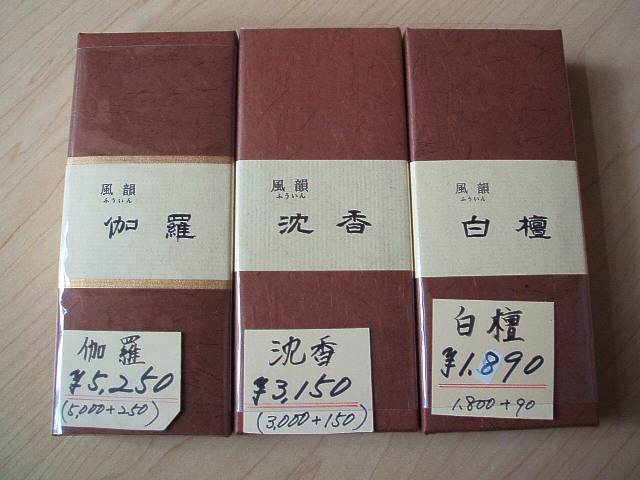 風韻
ふういん
伽羅
伽羅
¥5,250
(5,000+250)
風韻
ふういん
沈香
沈香
¥3,150
(3,000+150)
風韻
ふういん
白檀
白檀
¥1,890
1,800+90